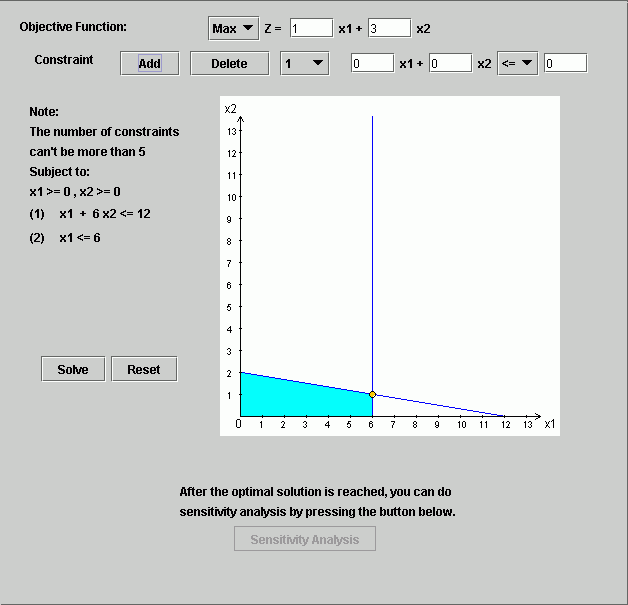 Objective Function: Max Z = 1 x1 + 3 x2
Constraint Add Delete 1 0 x1 + 0 x2 <= 0
Note:
The number of constraints
can't be more than 5
Subject to:
x1 >= 0 , x2 >= 0
(1) x1 + 6 x2 <= 12
(2) x1 <= 6
Solve Reset
x2
13
12
11
10
9
8
7
6
5
4
3
2
1
0 1 2 3 4 5 6 7 8 9 10 11 12 13 x1
After the optimal solution is reached, you can do
sensitivity analysis by pressing the button below.
Sensitivity Analysis